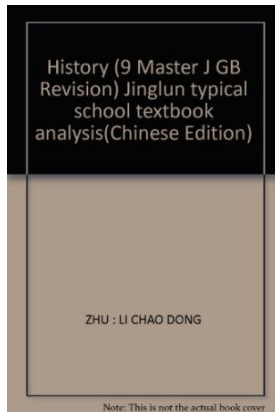 History (9 Master J GB
Revision) Jinglun typical
school textbook
analysis(Chinese Edition)
ZHU : LI CHAO DONG
Note: This is not the actual book cover